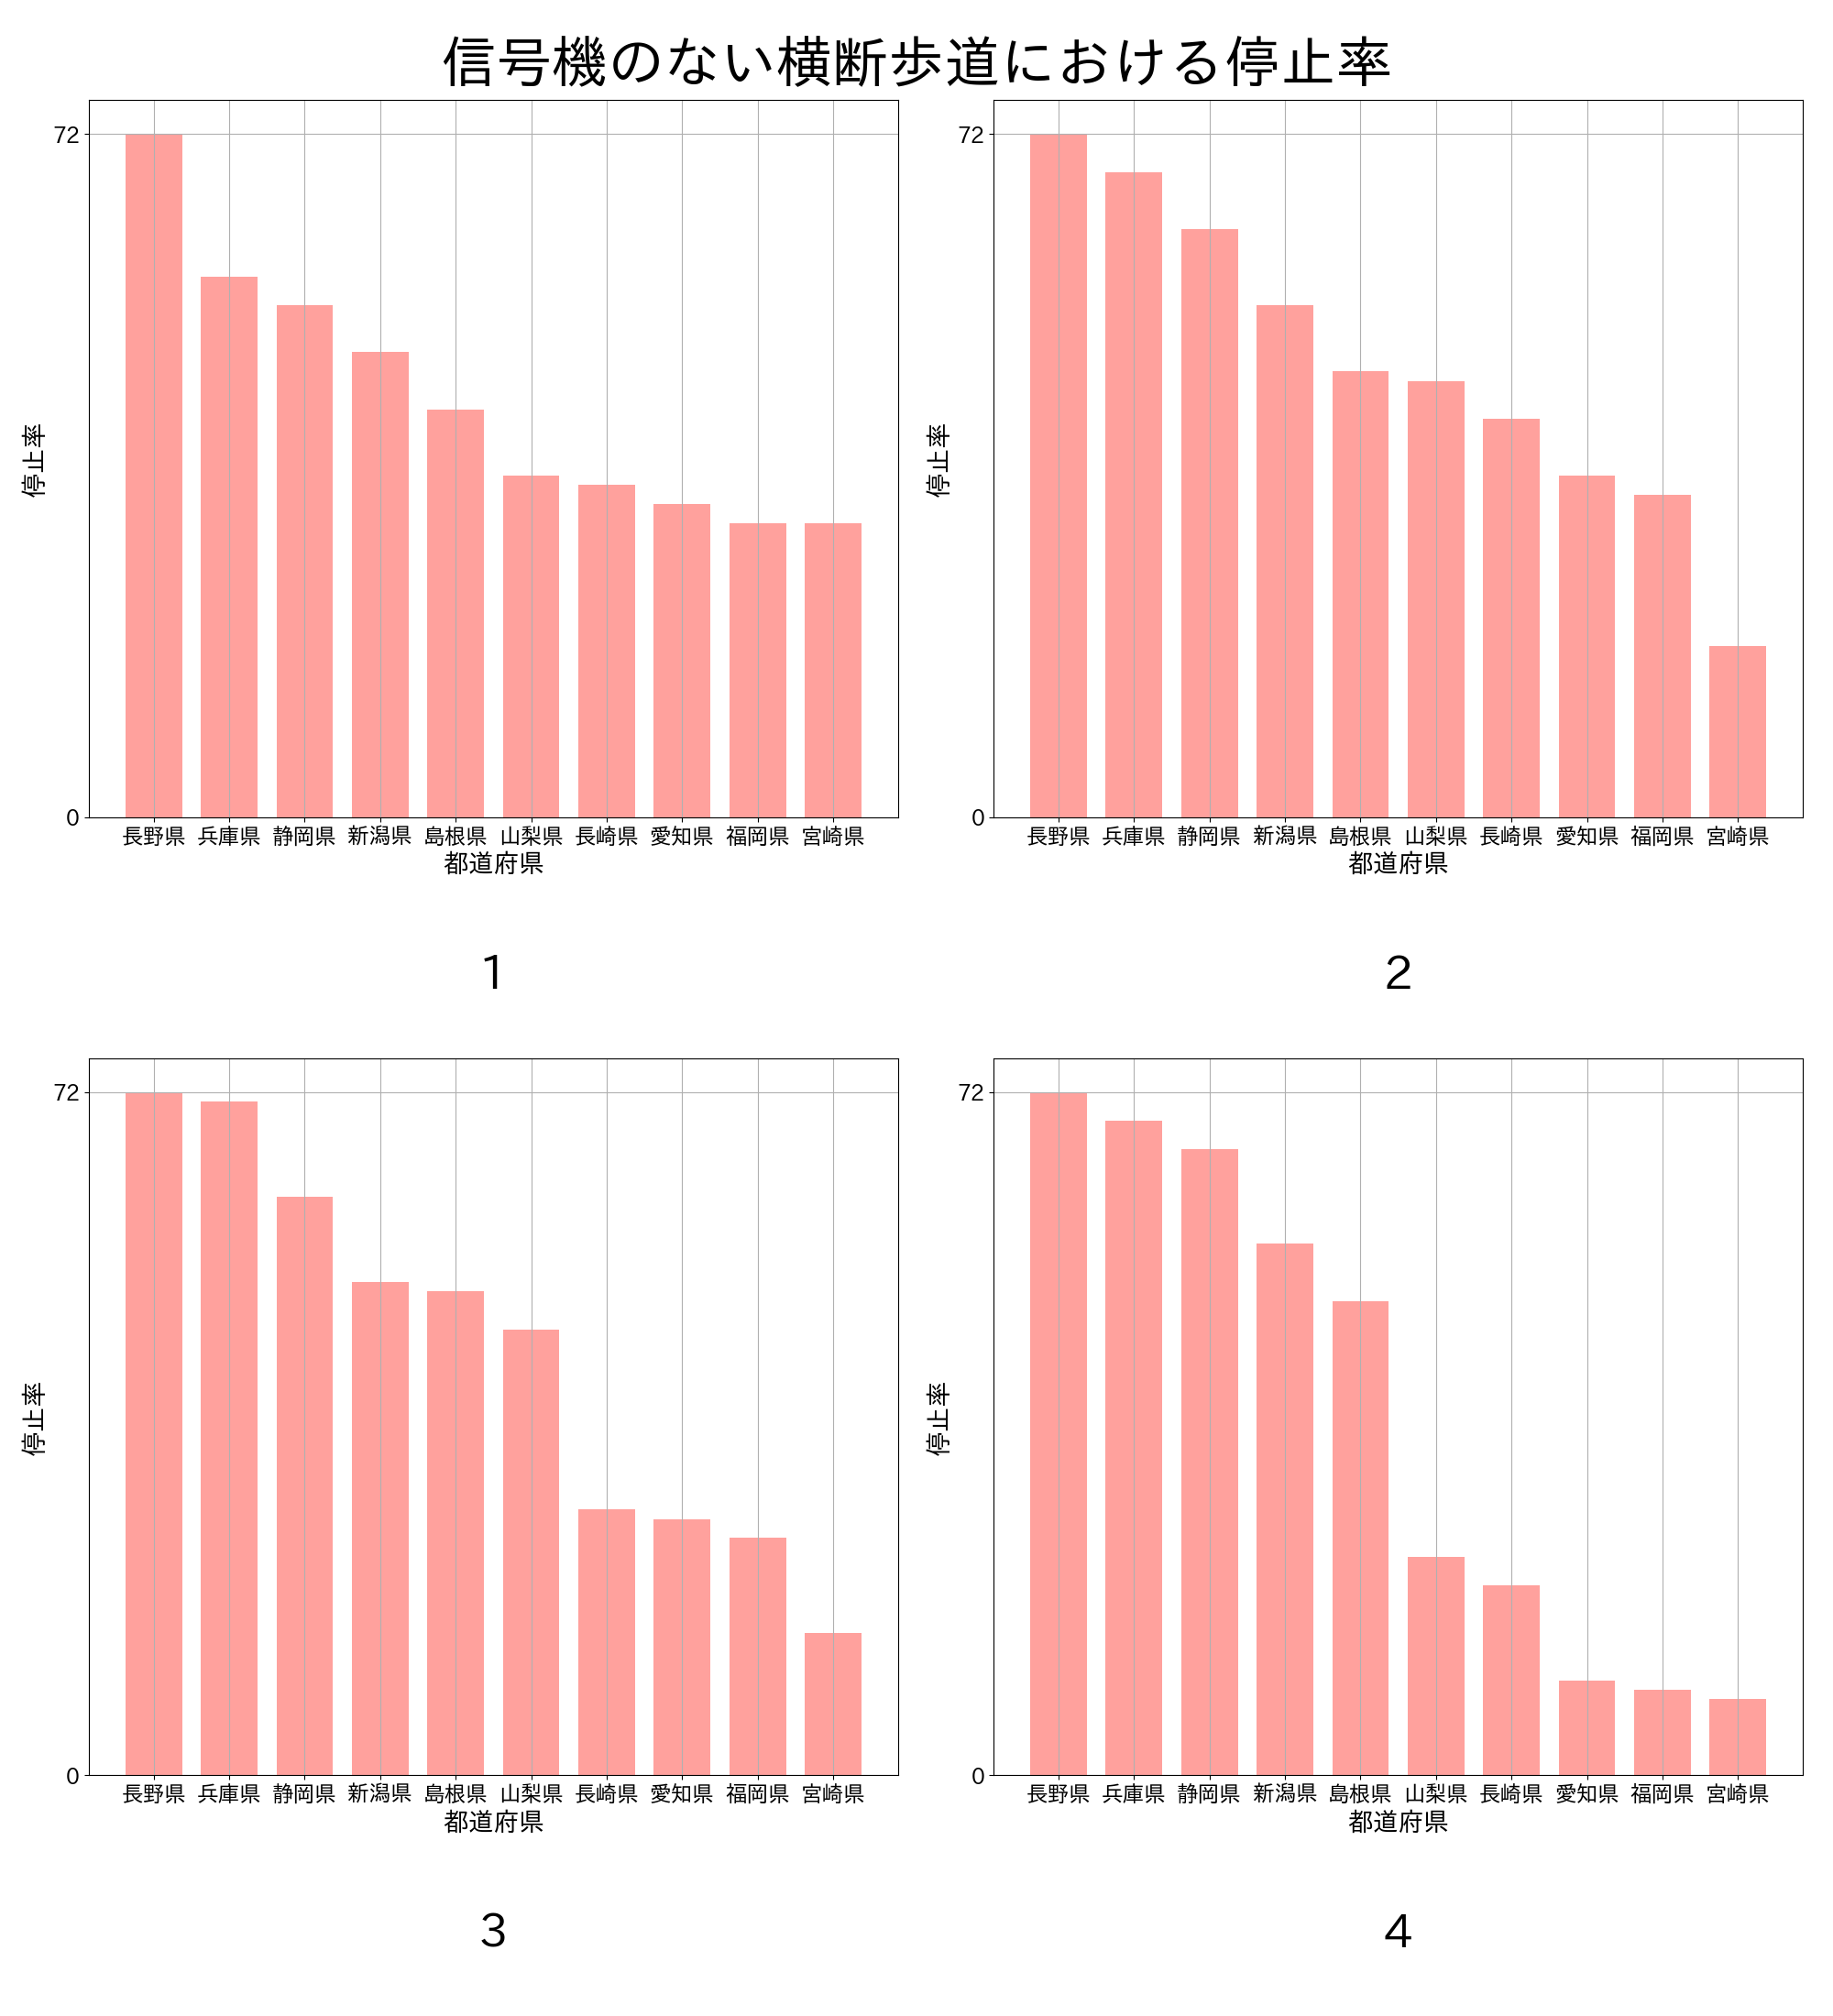 信号機のない横断歩道における停止率
72
0
停止率
長野県 兵庫県 静岡県 新潟県 島根県 山梨県 長崎県 愛知県 福岡県 宮崎県
都道府県
1
72
0
停止率
長野県 兵庫県 静岡県 新潟県 島根県 山梨県 長崎県 愛知県 福岡県 宮崎県
都道府県
2
72
0
停止率
長野県 兵庫県 静岡県 新潟県 島根県 山梨県 長崎県 愛知県 福岡県 宮崎県
都道府県
3
72
0
停止率
長野県 兵庫県 静岡県 新潟県 島根県 山梨県 長崎県 愛知県 福岡県 宮崎県
都道府県
4